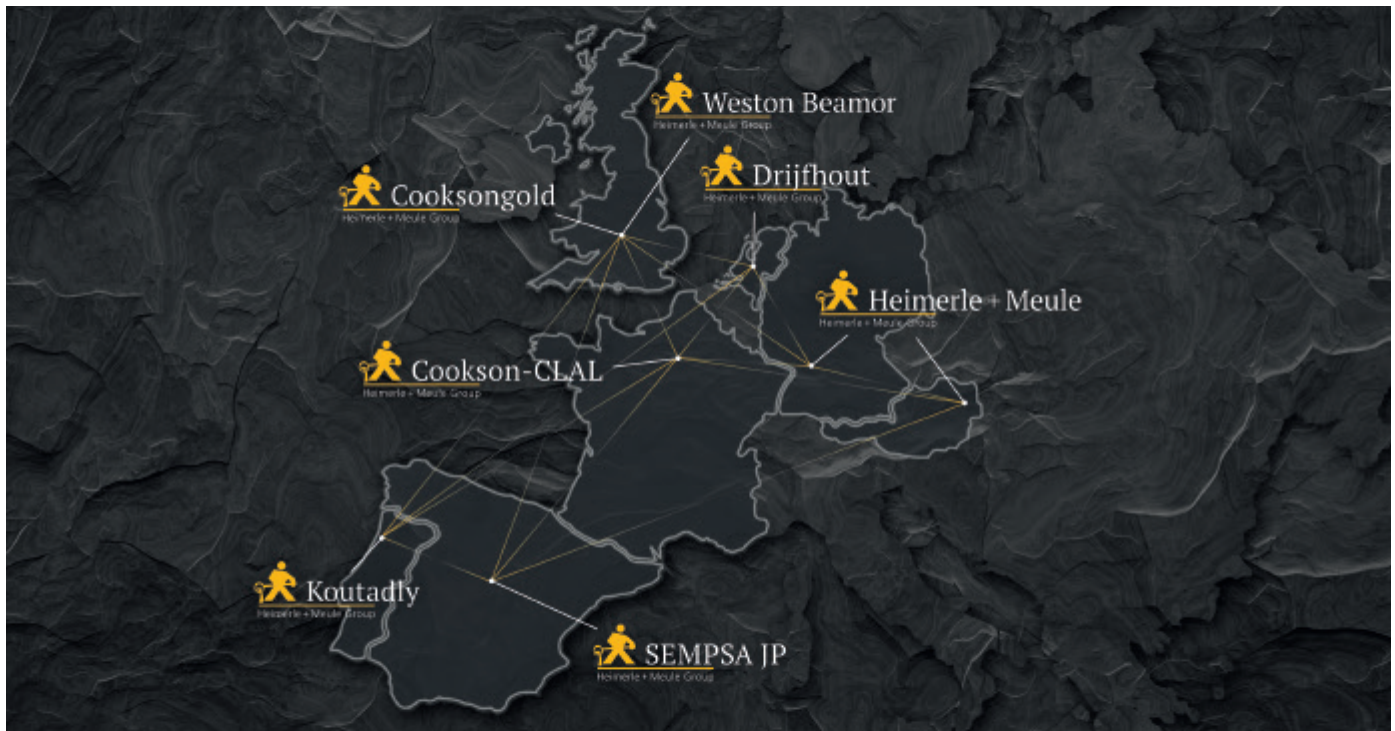 Weston Beamor
Heimerle + Meule Group
Drijfhout
Heimerle + Meule Group
Cooksongold
Heimerle + Meule Group
Heimerle + Meule
Heimerle + Meule Group
Cookson-CLAL
Heimerle + Meule Group
Koutadly
Heimerle + Meule Group
SEMPSA JP
Heimerle + Meule Group